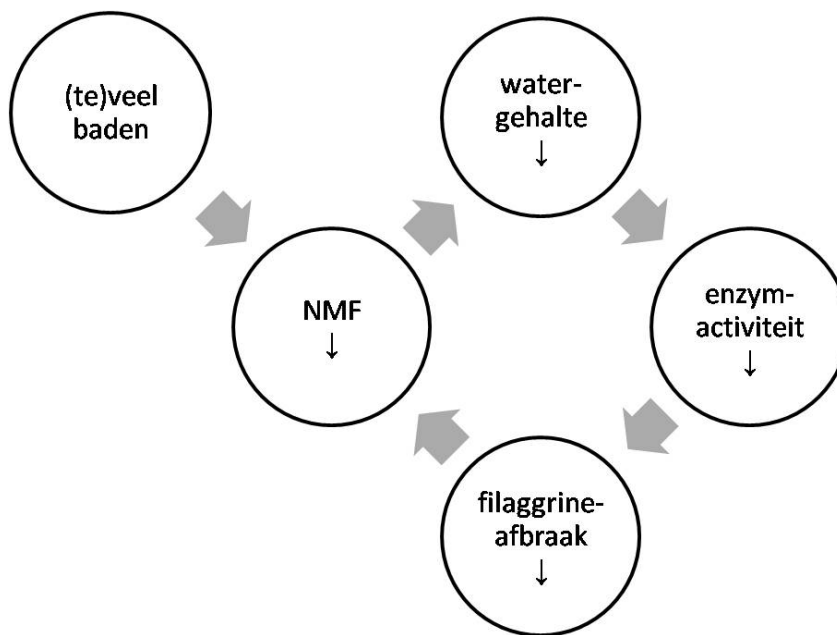 (te)veel
baden
water-
gehalte
↓
NMF
↓
enzym-
activiteit
↓
filaggrine-
afbraak
↓